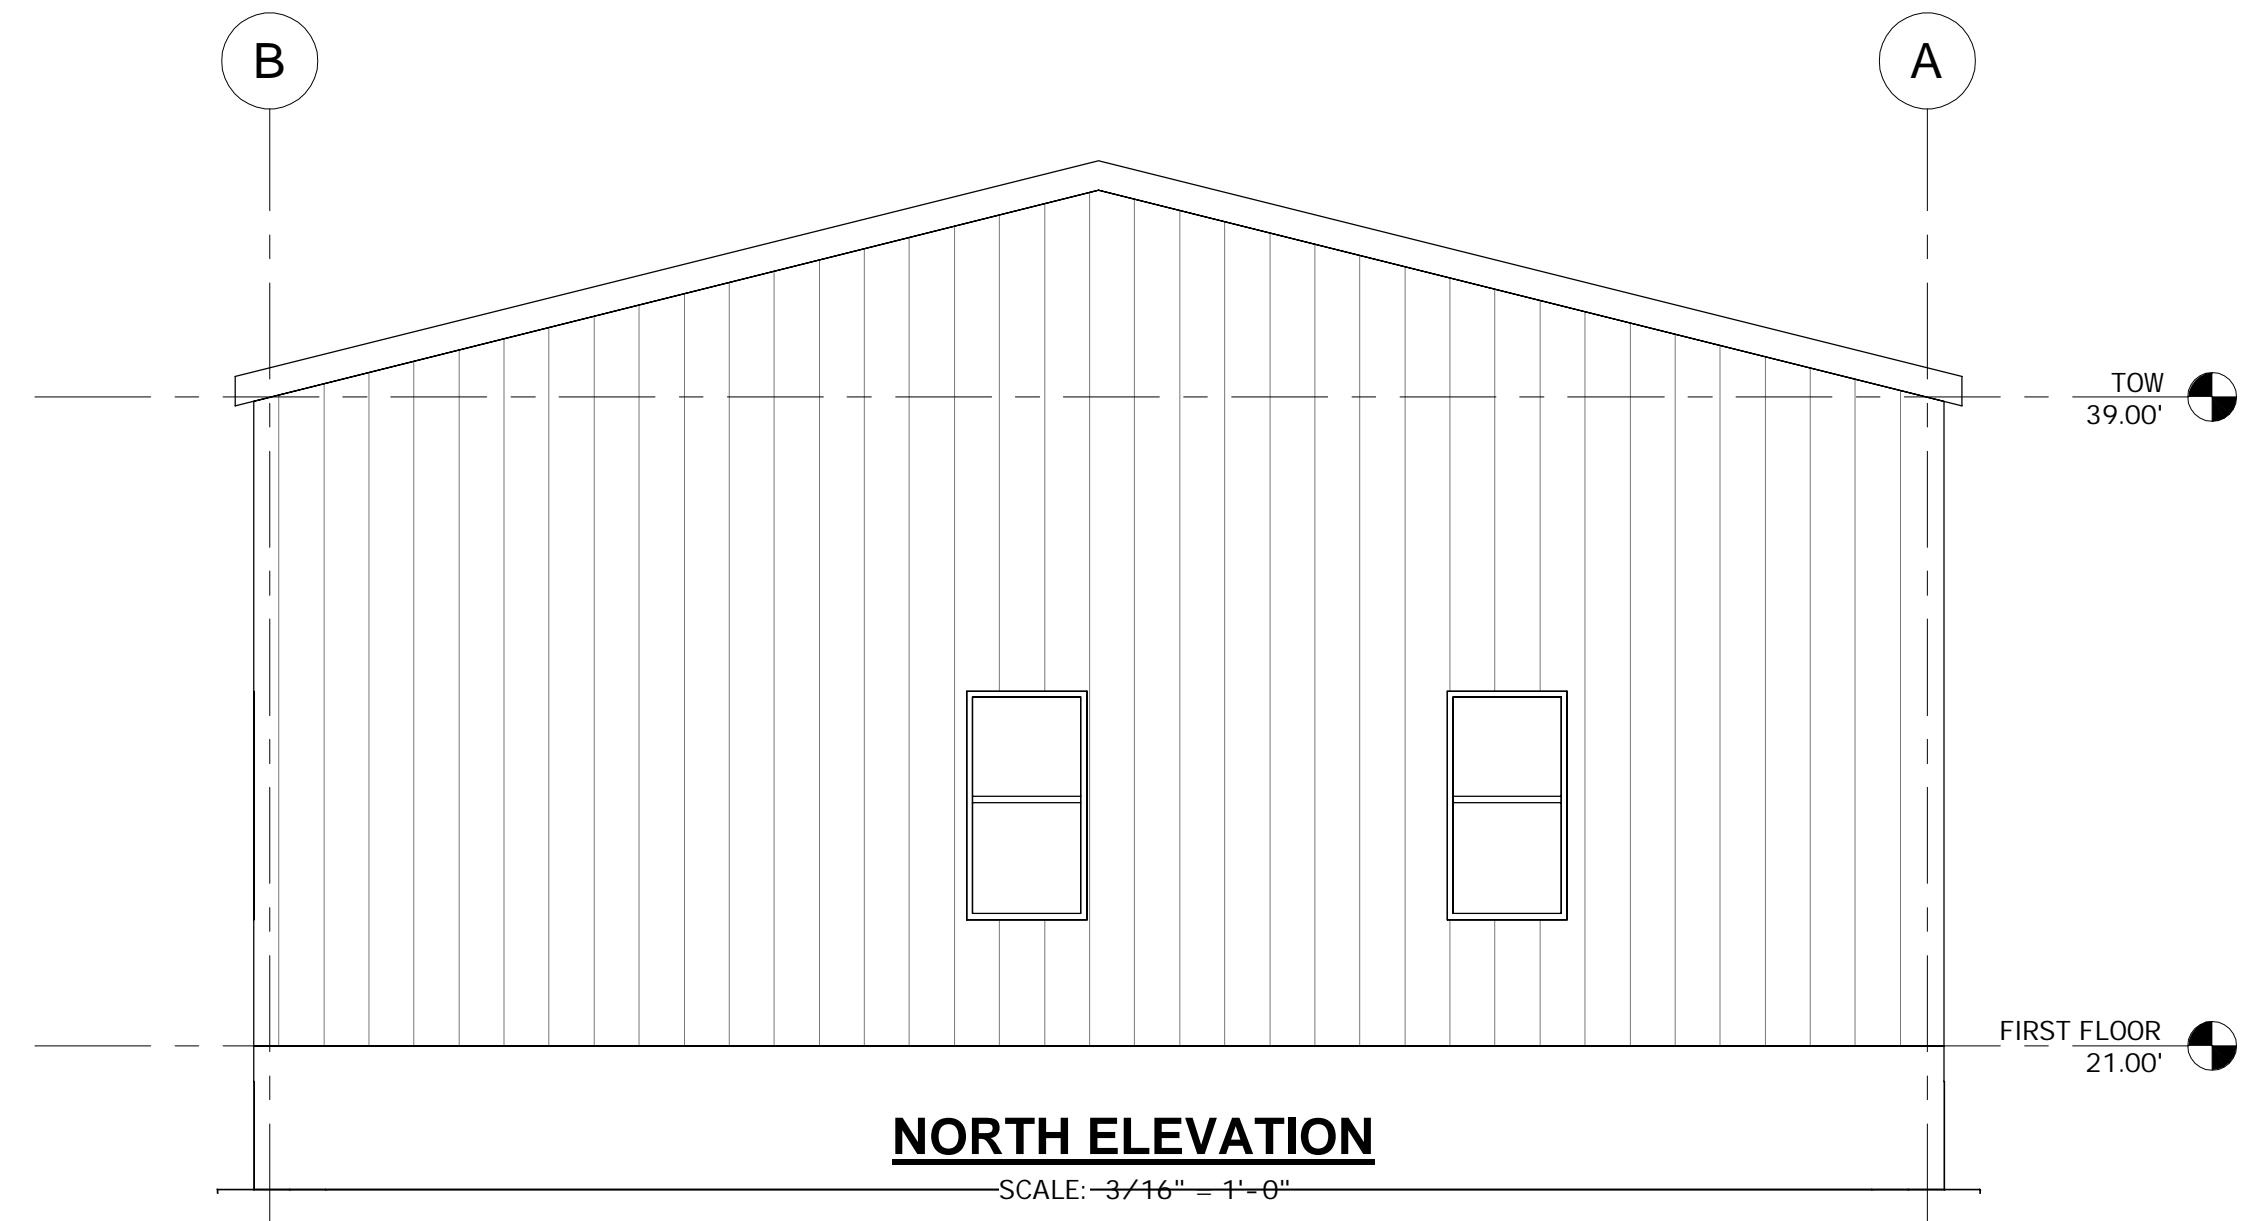 B
A
TOW
39.00'
FIRST FLOOR
21.00'
NORTH ELEVATION
SCALE: 3/16" = 1'-0"